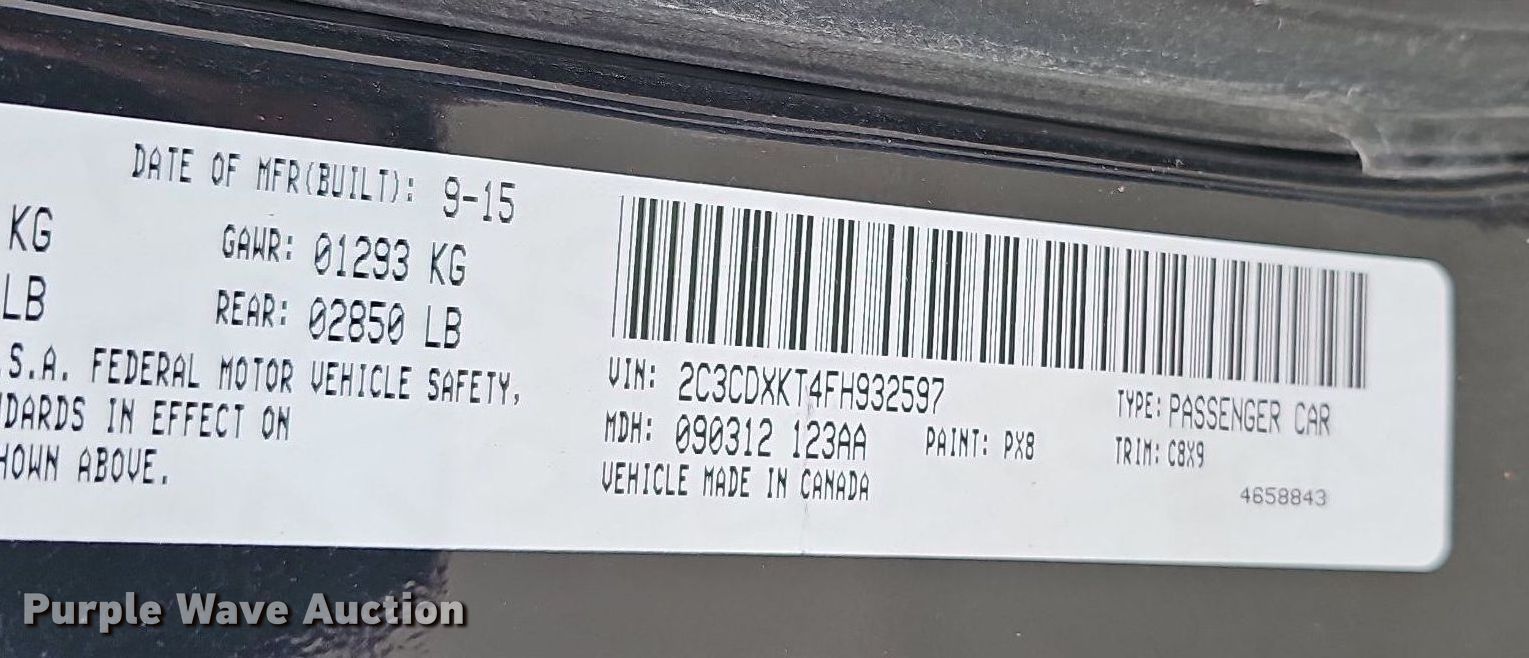 DATE OF MFR(BUILT): 9-15
KG GAWR: 01293 KG
LB REAR: 02850 LB
.S.A. FEDERAL MOTOR VEHICLE SAFETY,
DARDS IN EFFECT ON
HOWN ABOVE.
VIN: 2C3CDXKT4FH932597
TYPE: PASSENGER CAR
MDH: 090312 123AA PAINT: PX8
TRIM: C8X9
VEHICLE MADE IN CANADA
4658843
Purple Wave Auction